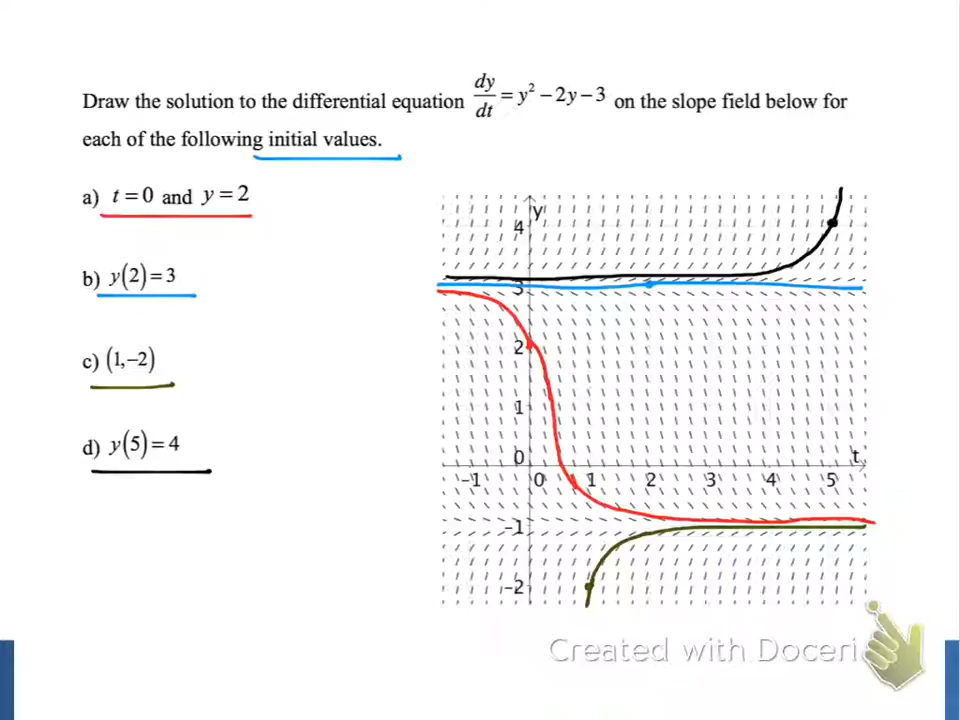 Draw the solution to the differential equation dy/dt = y² − 2y − 3 on the slope field below for
each of the following initial values.
a) t = 0 and y = 2
b) y(2) = 3
c) (1, −2)
d) y(5) = 4
y
4
3
2
1
0
−1 0 1 2 3 4 5 t
−1
−2
Created with Doceri